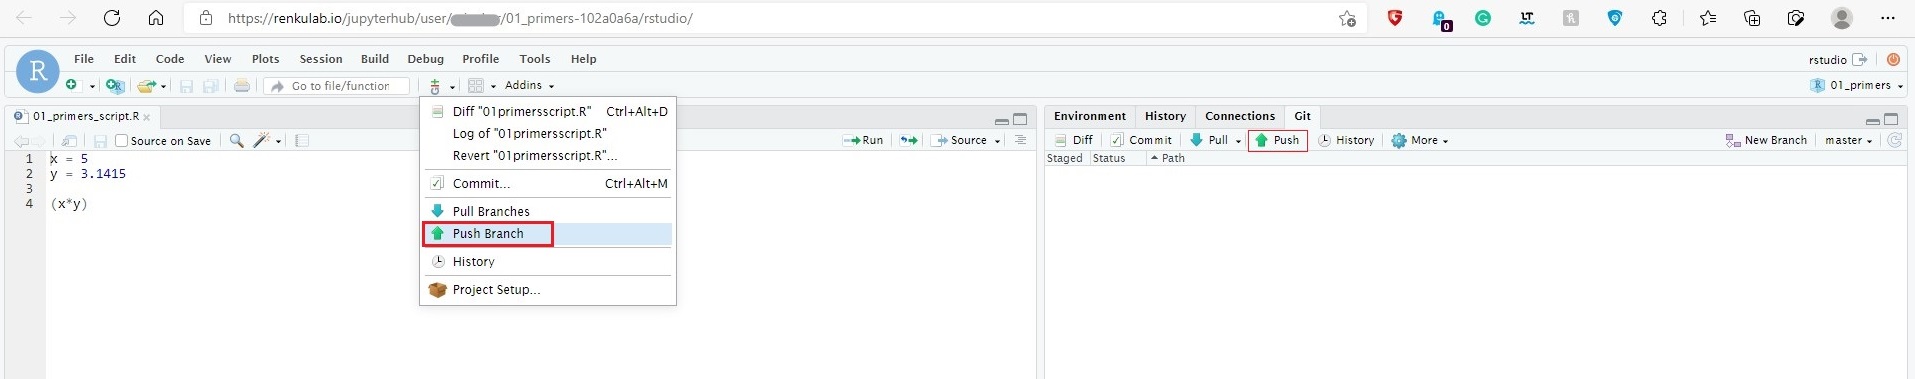 https://renkulab.io/jupyterhub/user/ /01_primers-102a0a6a/rstudio/
0
LT
R File Edit Code View Plots Session Build Debug Profile Tools Help rstudio
Go to file/function Addins 01_primers
01_primers_script.R
Source on Save Run Source
1 x = 5
2 y = 3.1415
3
4 (x*y)
Diff "01primersscript.R" Ctrl+Alt+D
Log of "01primersscript.R"
Revert "01primersscript.R"...
Commit... Ctrl+Alt+M
Pull Branches
Push Branch
History
Project Setup...
Environment History Connections Git
Diff Commit Pull Push History More New Branch master
Staged Status Path